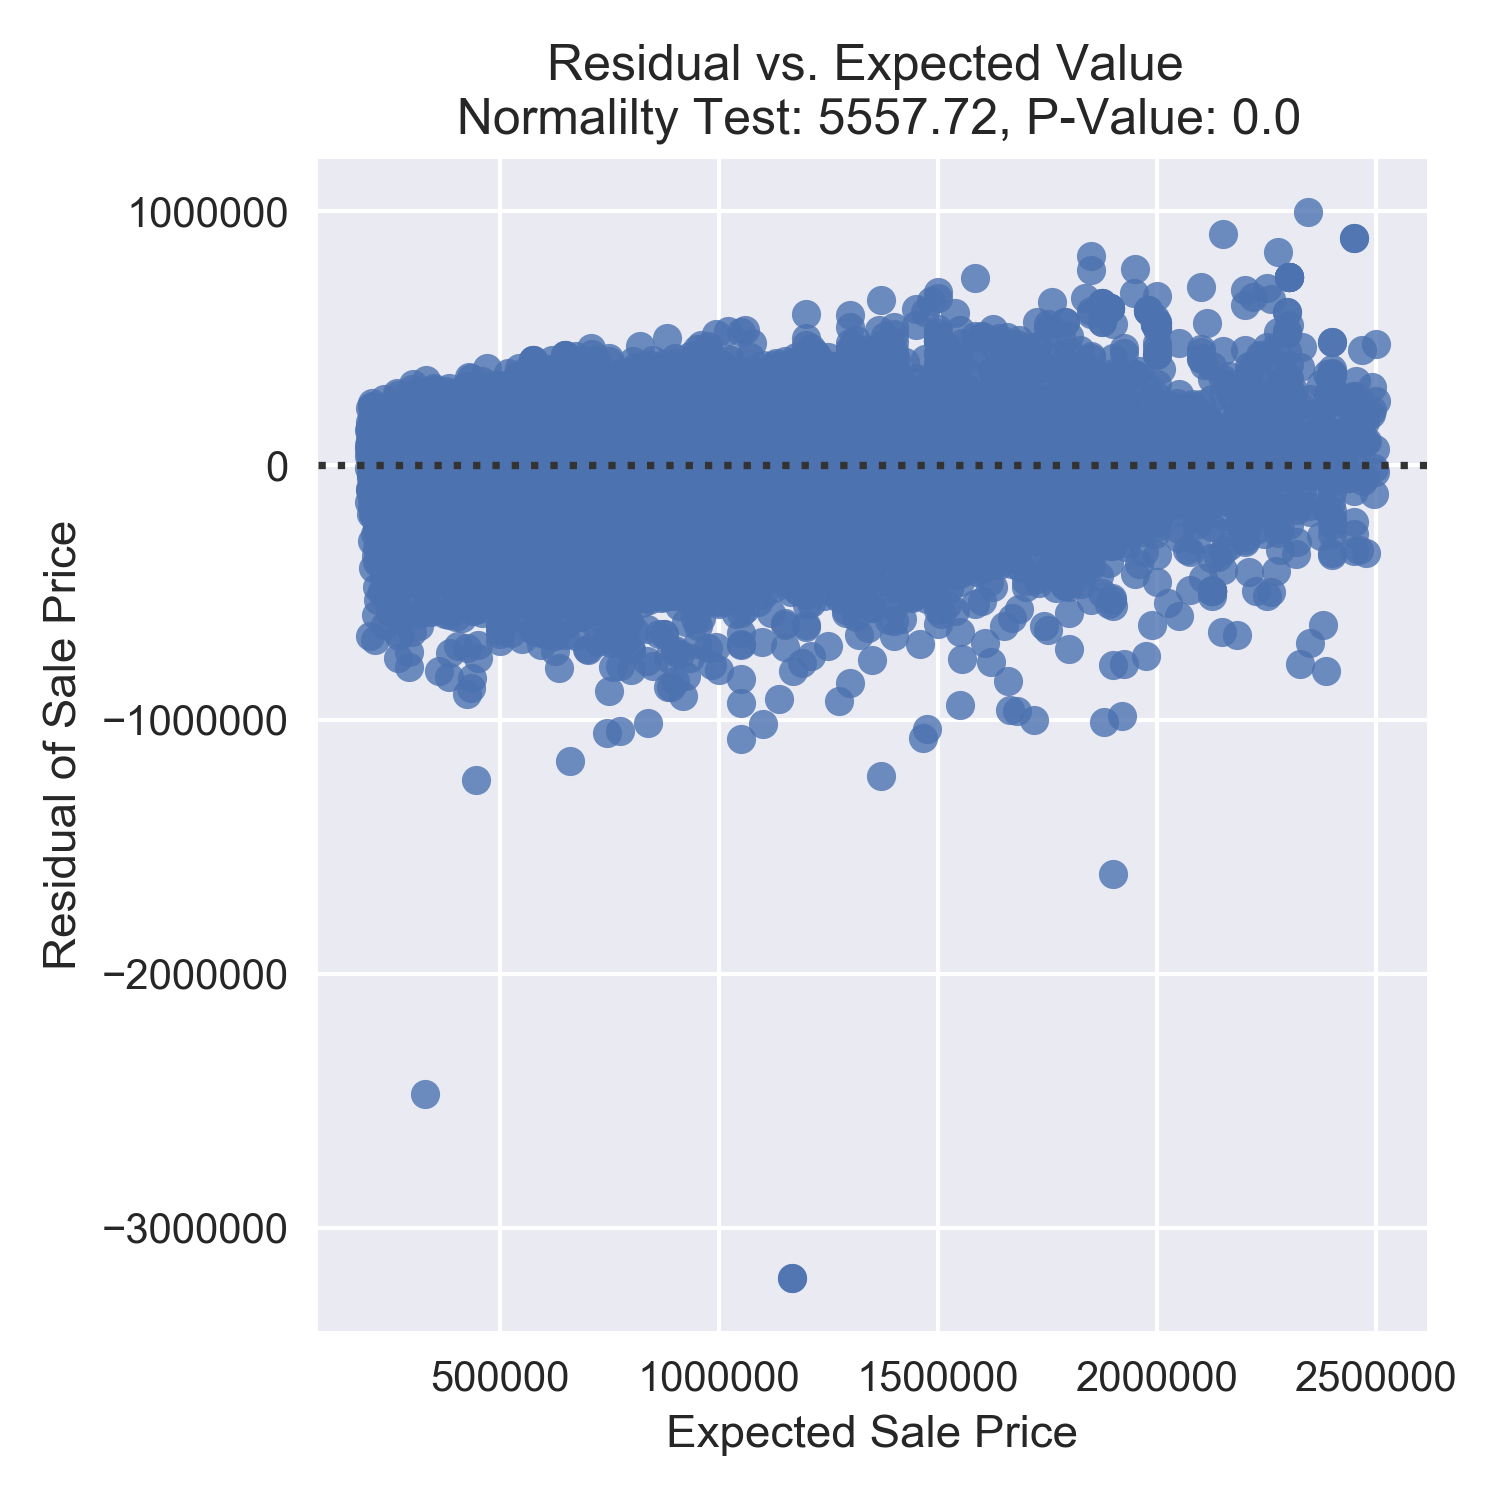 Residual vs. Expected Value
Normalilty Test: 5557.72, P-Value: 0.0
1000000
0
−1000000
−2000000
−3000000
Residual of Sale Price
500000 1000000 1500000 2000000 2500000
Expected Sale Price